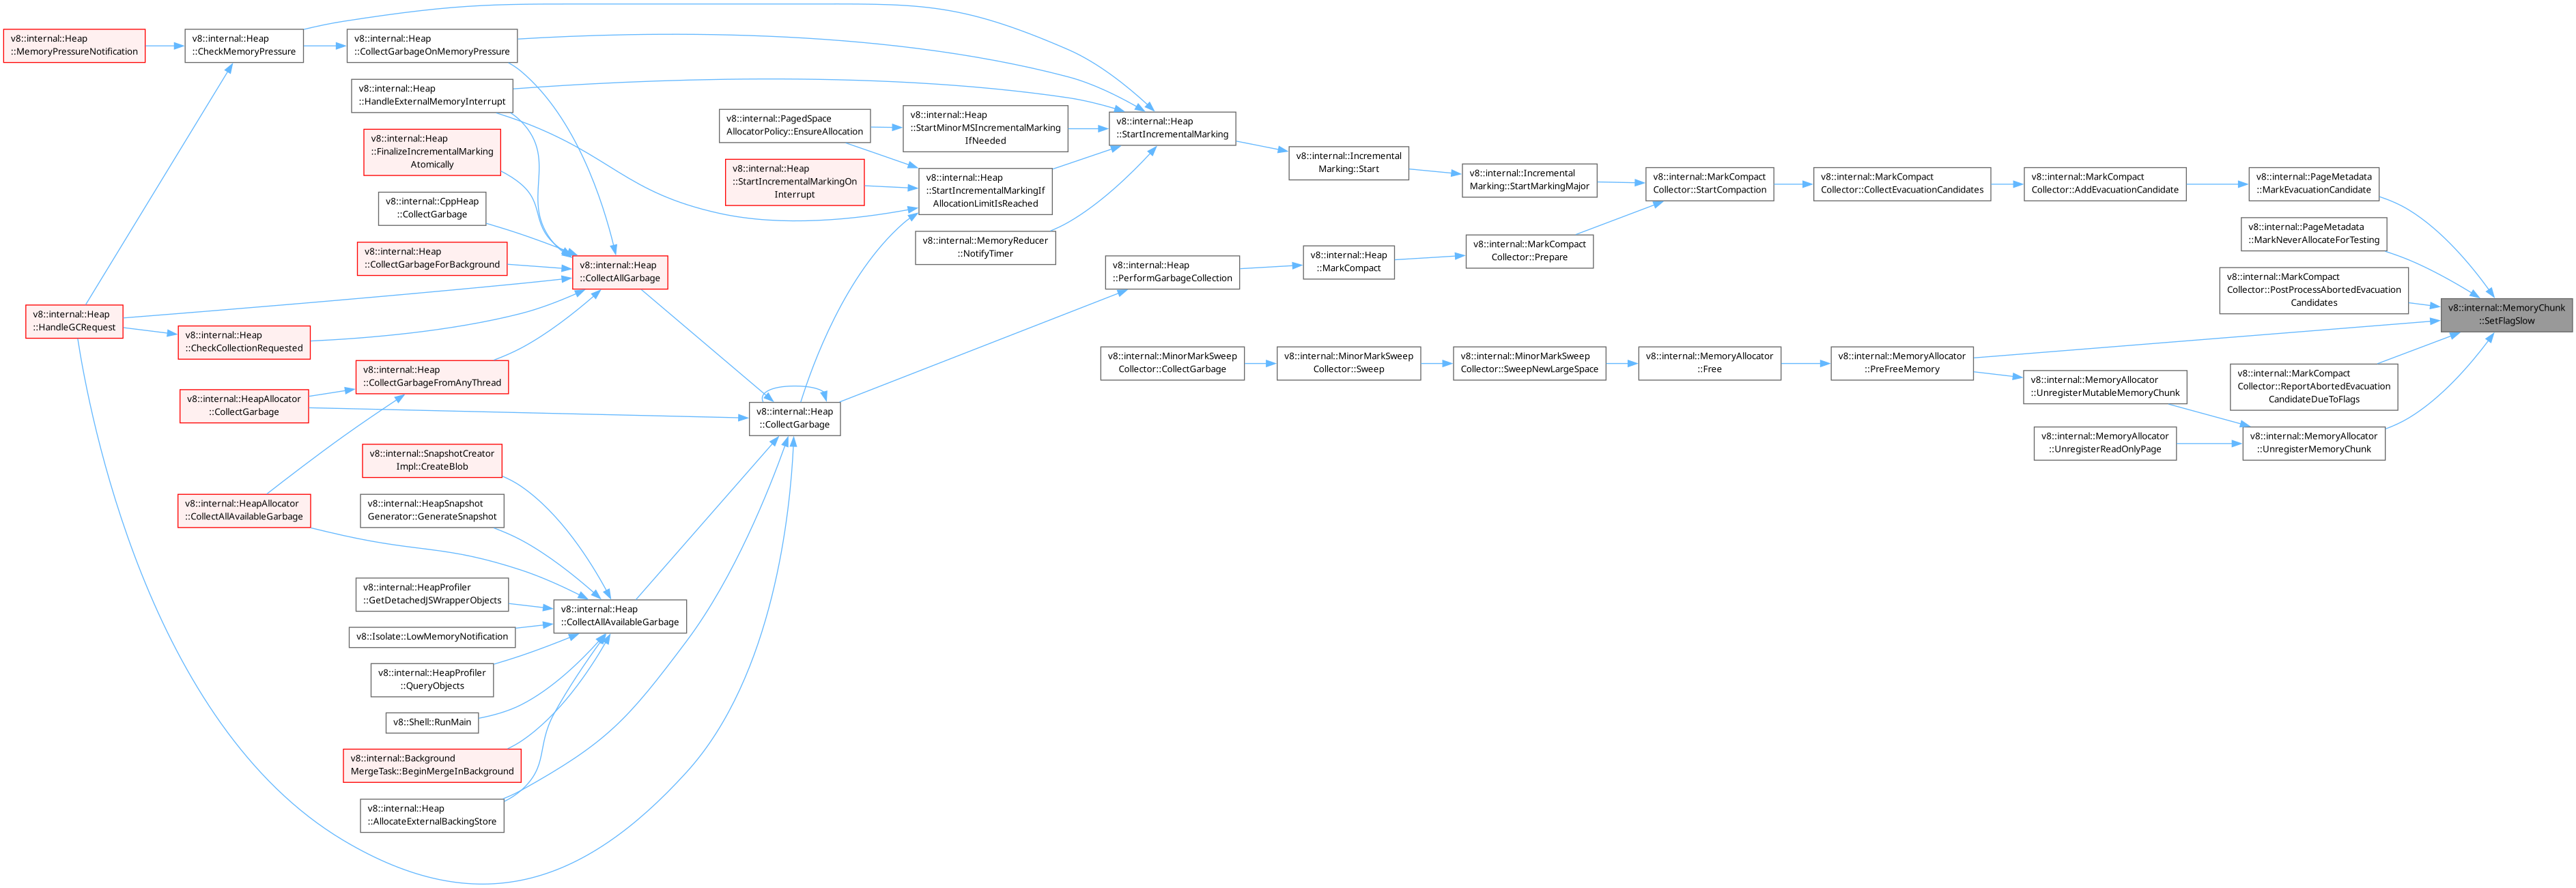 v8::internal::Heap
::MemoryPressureNotification
v8::internal::Heap
::CheckMemoryPressure
v8::internal::Heap
::CollectGarbageOnMemoryPressure
v8::internal::Heap
::HandleExternalMemoryInterrupt
v8::internal::Heap
::FinalizeIncrementalMarking
Atomically
v8::internal::CppHeap
::CollectGarbage
v8::internal::Heap
::CollectGarbageForBackground
v8::internal::Heap
::HandleGCRequest
v8::internal::Heap
::CheckCollectionRequested
v8::internal::Heap
::CollectGarbageFromAnyThread
v8::internal::HeapAllocator
::CollectGarbage
v8::internal::SnapshotCreator
Impl::CreateBlob
v8::internal::HeapAllocator
::CollectAllAvailableGarbage
v8::internal::HeapSnapshot
Generator::GenerateSnapshot
v8::internal::HeapProfiler
::GetDetachedJSWrapperObjects
v8::Isolate::LowMemoryNotification
v8::internal::HeapProfiler
::QueryObjects
v8::Shell::RunMain
v8::internal::Background
MergeTask::BeginMergeInBackground
v8::internal::Heap
::AllocateExternalBackingStore
v8::internal::Heap
::CollectAllGarbage
v8::internal::Heap
::CollectAllAvailableGarbage
v8::internal::PagedSpace
AllocatorPolicy::EnsureAllocation
v8::internal::Heap
::StartIncrementalMarkingOn
Interrupt
v8::internal::Heap
::CollectGarbage
v8::internal::Heap
::StartMinorMSIncrementalMarking
IfNeeded
v8::internal::Heap
::StartIncrementalMarkingIf
AllocationLimitIsReached
v8::internal::MemoryReducer
::NotifyTimer
v8::internal::Heap
::StartIncrementalMarking
v8::internal::Heap
::PerformGarbageCollection
v8::internal::MinorMarkSweep
Collector::CollectGarbage
v8::internal::Incremental
Marking::Start
v8::internal::Heap
::MarkCompact
v8::internal::MinorMarkSweep
Collector::Sweep
v8::internal::Incremental
Marking::StartMarkingMajor
v8::internal::MarkCompact
Collector::Prepare
v8::internal::MinorMarkSweep
Collector::SweepNewLargeSpace
v8::internal::MarkCompact
Collector::StartCompaction
v8::internal::MemoryAllocator
::Free
v8::internal::MarkCompact
Collector::CollectEvacuationCandidates
v8::internal::MemoryAllocator
::PreFreeMemory
v8::internal::MarkCompact
Collector::AddEvacuationCandidate
v8::internal::MemoryAllocator
::UnregisterMutableMemoryChunk
v8::internal::MemoryAllocator
::UnregisterReadOnlyPage
v8::internal::PageMetadata
::MarkEvacuationCandidate
v8::internal::PageMetadata
::MarkNeverAllocateForTesting
v8::internal::MarkCompact
Collector::PostProcessAbortedEvacuation
Candidates
v8::internal::MarkCompact
Collector::ReportAbortedEvacuation
CandidateDueToFlags
v8::internal::MemoryAllocator
::UnregisterMemoryChunk
v8::internal::MemoryChunk
::SetFlagSlow